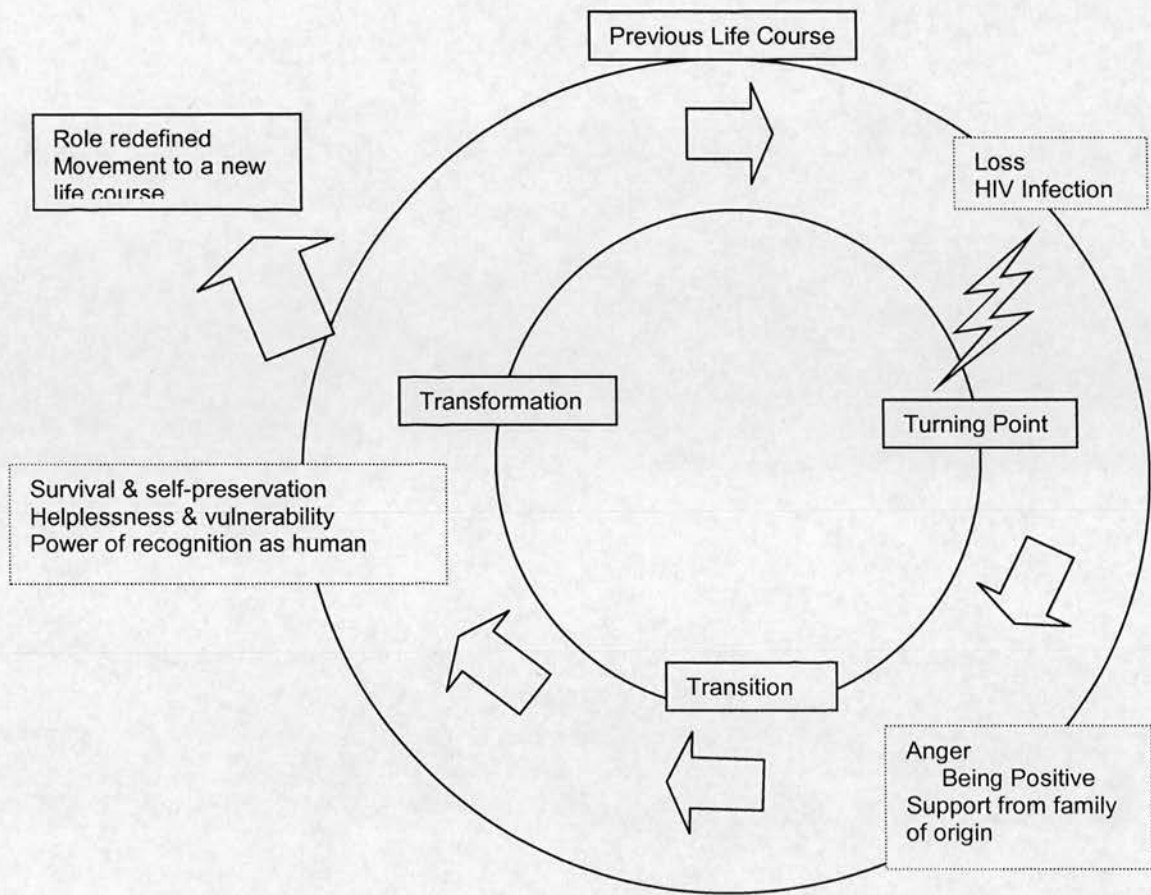 Previous Life Course
Role redefined
Movement to a new
life course
Loss
HIV Infection
Transformation
Turning Point
Survival & self-preservation
Helplessness & vulnerability
Power of recognition as human
Transition
Anger
Being Positive
Support from family
of origin